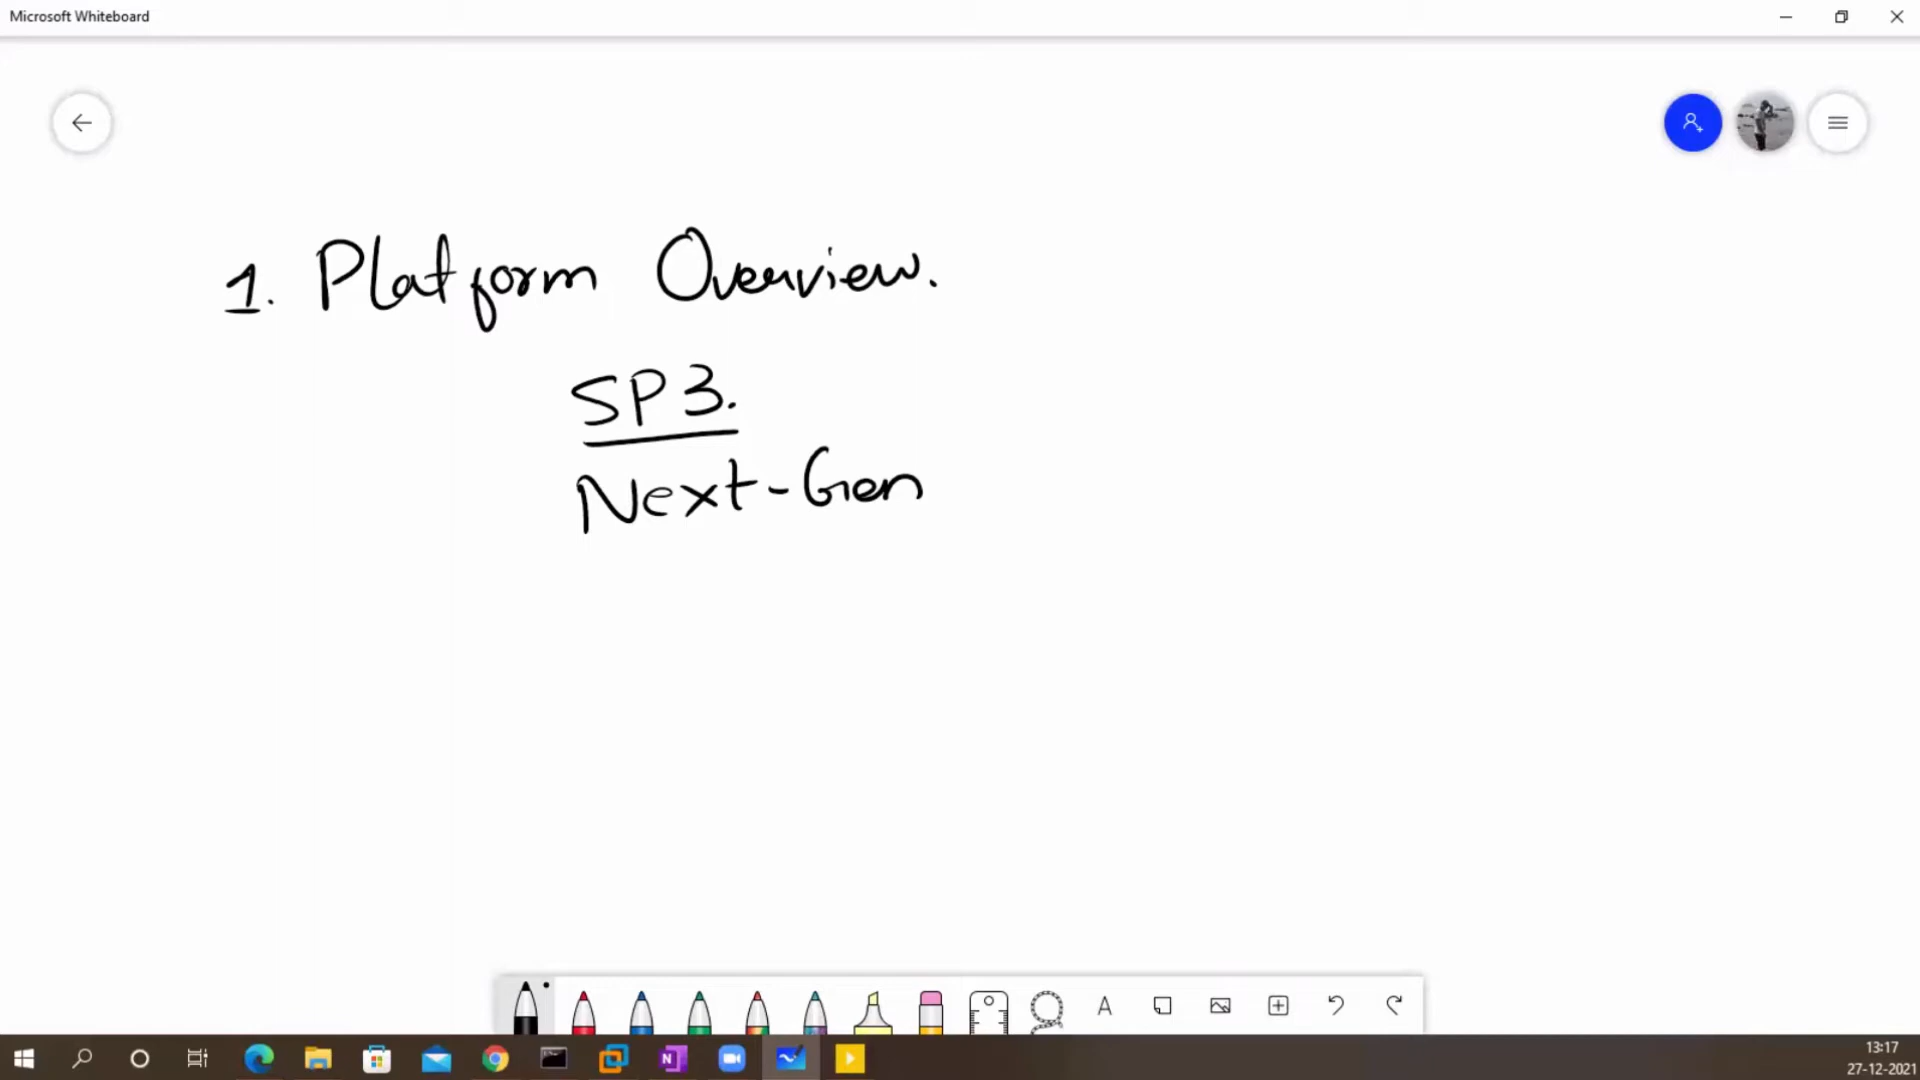 Microsoft Whiteboard
1. Platform Overview.
SP3.
Next-Gen
A
N
13:17
27-12-2021